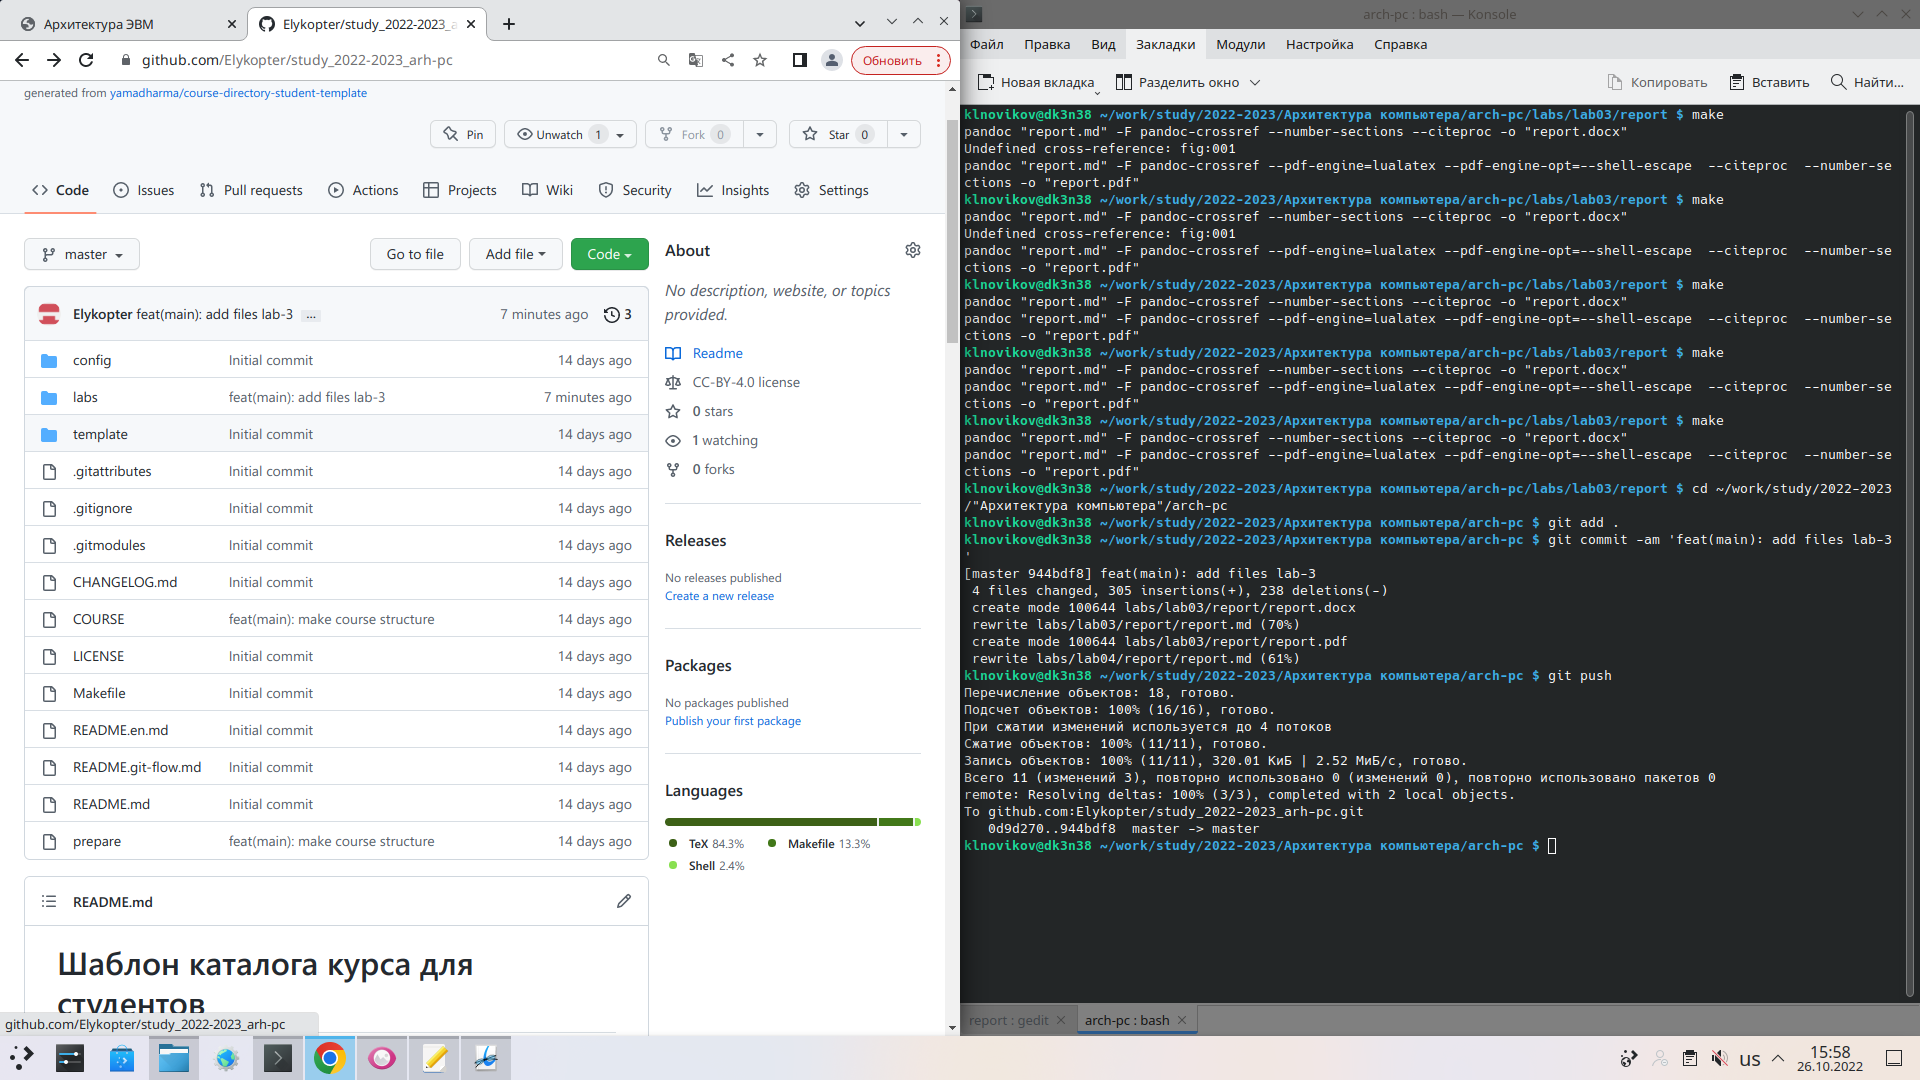 Архитектура ЭВМ
Elykopter/study_2022-2023_a
github.com/Elykopter/study_2022-2023_arh-pc
Обновить
generated from yamadharma/course-directory-student-template
Pin
Unwatch 1
Fork 0
Star 0
Code
Issues
Pull requests
Actions
Projects
Wiki
Security
Insights
Settings
master
Go to file
Add file
Code
Elykopter feat(main): add files lab-3 ... 7 minutes ago 3
config Initial commit 14 days ago
labs feat(main): add files lab-3 7 minutes ago
template Initial commit 14 days ago
.gitattributes Initial commit 14 days ago
.gitignore Initial commit 14 days ago
.gitmodules Initial commit 14 days ago
CHANGELOG.md Initial commit 14 days ago
COURSE feat(main): make course structure 14 days ago
LICENSE Initial commit 14 days ago
Makefile Initial commit 14 days ago
README.en.md Initial commit 14 days ago
README.git-flow.md Initial commit 14 days ago
README.md Initial commit 14 days ago
prepare feat(main): make course structure 14 days ago
README.md
Шаблон каталога курса для
студентов
github.com/Elykopter/study_2022-2023_arh-pc
About
No description, website, or topics
provided.
Readme
CC-BY-4.0 license
0 stars
1 watching
0 forks
Releases
No releases published
Create a new release
Packages
No packages published
Publish your first package
Languages
TeX 84.3% Makefile 13.3%
Shell 2.4%
arch-pc : bash — Konsole
Файл Правка Вид Закладки Модули Настройка Справка
Новая вкладка Разделить окно Копировать Вставить Найти...
klnovikov@dk3n38 ~/work/study/2022-2023/Архитектура компьютера/arch-pc/labs/lab03/report $ make
pandoc "report.md" -F pandoc-crossref --number-sections --citeproc -o "report.docx"
Undefined cross-reference: fig:001
pandoc "report.md" -F pandoc-crossref --pdf-engine=lualatex --pdf-engine-opt=--shell-escape  --citeproc  --number-se
ctions -o "report.pdf"
klnovikov@dk3n38 ~/work/study/2022-2023/Архитектура компьютера/arch-pc/labs/lab03/report $ make
pandoc "report.md" -F pandoc-crossref --number-sections --citeproc -o "report.docx"
Undefined cross-reference: fig:001
pandoc "report.md" -F pandoc-crossref --pdf-engine=lualatex --pdf-engine-opt=--shell-escape  --citeproc  --number-se
ctions -o "report.pdf"
klnovikov@dk3n38 ~/work/study/2022-2023/Архитектура компьютера/arch-pc/labs/lab03/report $ make
pandoc "report.md" -F pandoc-crossref --number-sections --citeproc -o "report.docx"
pandoc "report.md" -F pandoc-crossref --pdf-engine=lualatex --pdf-engine-opt=--shell-escape  --citeproc  --number-se
ctions -o "report.pdf"
klnovikov@dk3n38 ~/work/study/2022-2023/Архитектура компьютера/arch-pc/labs/lab03/report $ make
pandoc "report.md" -F pandoc-crossref --number-sections --citeproc -o "report.docx"
pandoc "report.md" -F pandoc-crossref --pdf-engine=lualatex --pdf-engine-opt=--shell-escape  --citeproc  --number-se
ctions -o "report.pdf"
klnovikov@dk3n38 ~/work/study/2022-2023/Архитектура компьютера/arch-pc/labs/lab03/report $ make
pandoc "report.md" -F pandoc-crossref --number-sections --citeproc -o "report.docx"
pandoc "report.md" -F pandoc-crossref --pdf-engine=lualatex --pdf-engine-opt=--shell-escape  --citeproc  --number-se
ctions -o "report.pdf"
klnovikov@dk3n38 ~/work/study/2022-2023/Архитектура компьютера/arch-pc/labs/lab03/report $ cd ~/work/study/2022-2023
/"Архитектура компьютера"/arch-pc
klnovikov@dk3n38 ~/work/study/2022-2023/Архитектура компьютера/arch-pc $ git add .
klnovikov@dk3n38 ~/work/study/2022-2023/Архитектура компьютера/arch-pc $ git commit -am 'feat(main): add files lab-3
'
[master 944bdf8] feat(main): add files lab-3
4 files changed, 305 insertions(+), 238 deletions(-)
create mode 100644 labs/lab03/report/report.docx
rewrite labs/lab03/report/report.md (70%)
create mode 100644 labs/lab03/report/report.pdf
rewrite labs/lab04/report/report.md (61%)
klnovikov@dk3n38 ~/work/study/2022-2023/Архитектура компьютера/arch-pc $ git push
Перечисление объектов: 18, готово.
Подсчет объектов: 100% (16/16), готово.
При сжатии изменений используется до 4 потоков
Сжатие объектов: 100% (11/11), готово.
Запись объектов: 100% (11/11), 320.01 КиБ | 2.52 МиБ/с, готово.
Всего 11 (изменений 3), повторно использовано 0 (изменений 0), повторно использовано пакетов 0
remote: Resolving deltas: 100% (3/3), completed with 2 local objects.
To github.com:Elykopter/study_2022-2023_arh-pc.git
0d9d270..944bdf8  master -> master
klnovikov@dk3n38 ~/work/study/2022-2023/Архитектура компьютера/arch-pc $
report : gedit
arch-pc : bash
us
15:58
26.10.2022